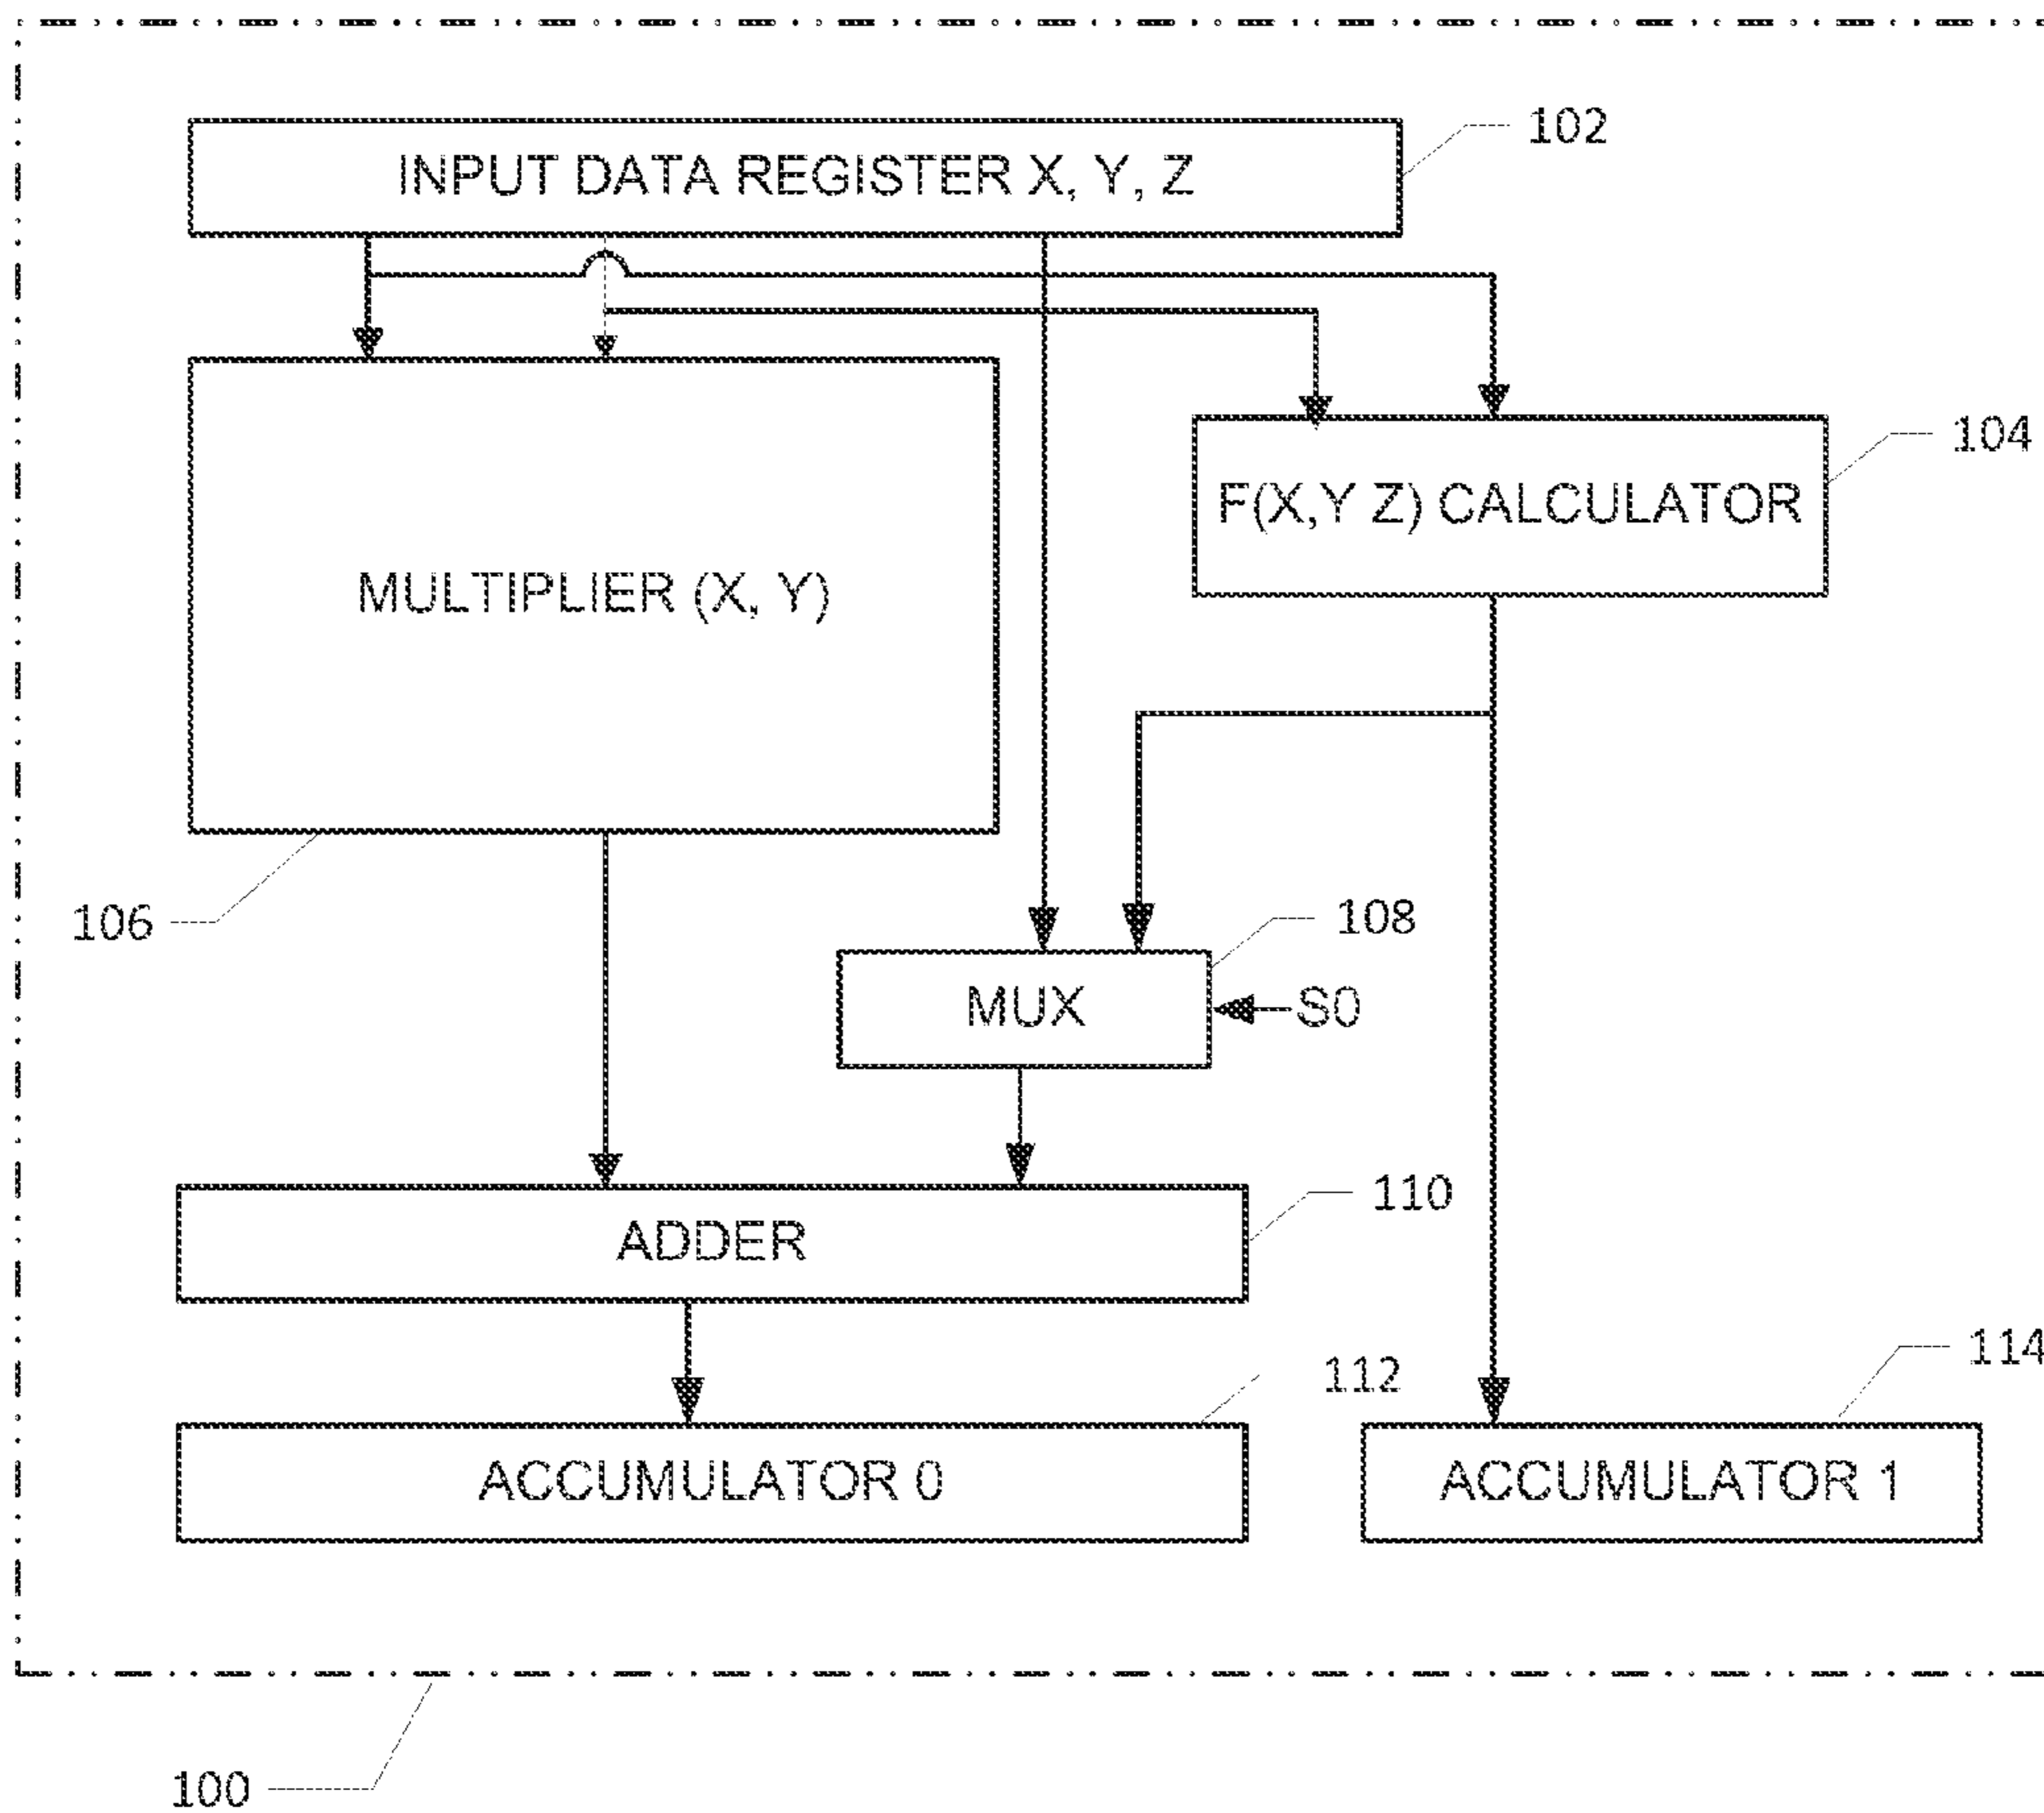 102
INPUT DATA REGISTER X, Y, Z
104
F(X,Y Z) CALCULATOR
MULTIPLIER (X, Y)
106
108
MUX
S0
110
ADDER
112
114
ACCUMULATOR 0
ACCUMULATOR 1
100